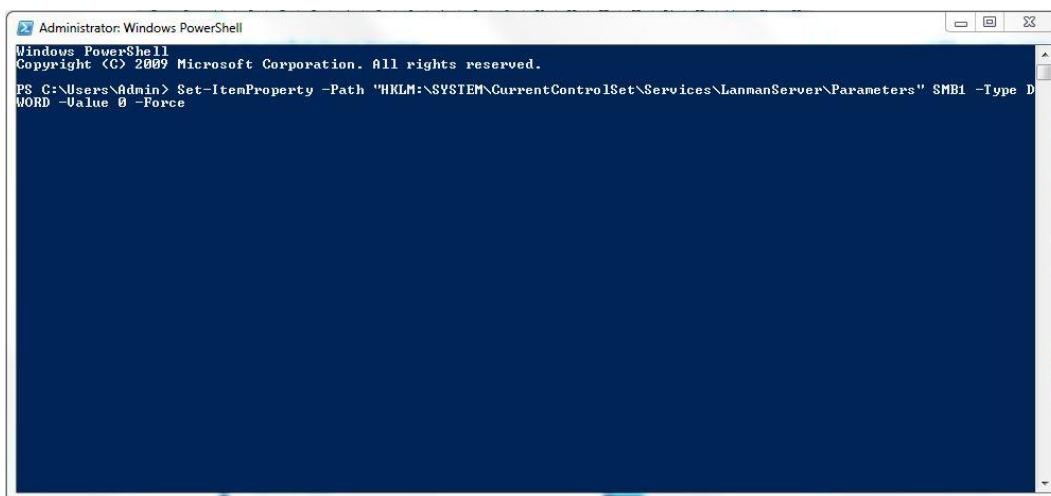 Administrator: Windows PowerShell
Windows PowerShell
Copyright (C) 2009 Microsoft Corporation. All rights reserved.
PS C:\Users\Admin> Set-ItemProperty -Path "HKLM:\SYSTEM\CurrentControlSet\Services\LanmanServer\Parameters" SMB1 -Type D
WORD -Value 0 -Force